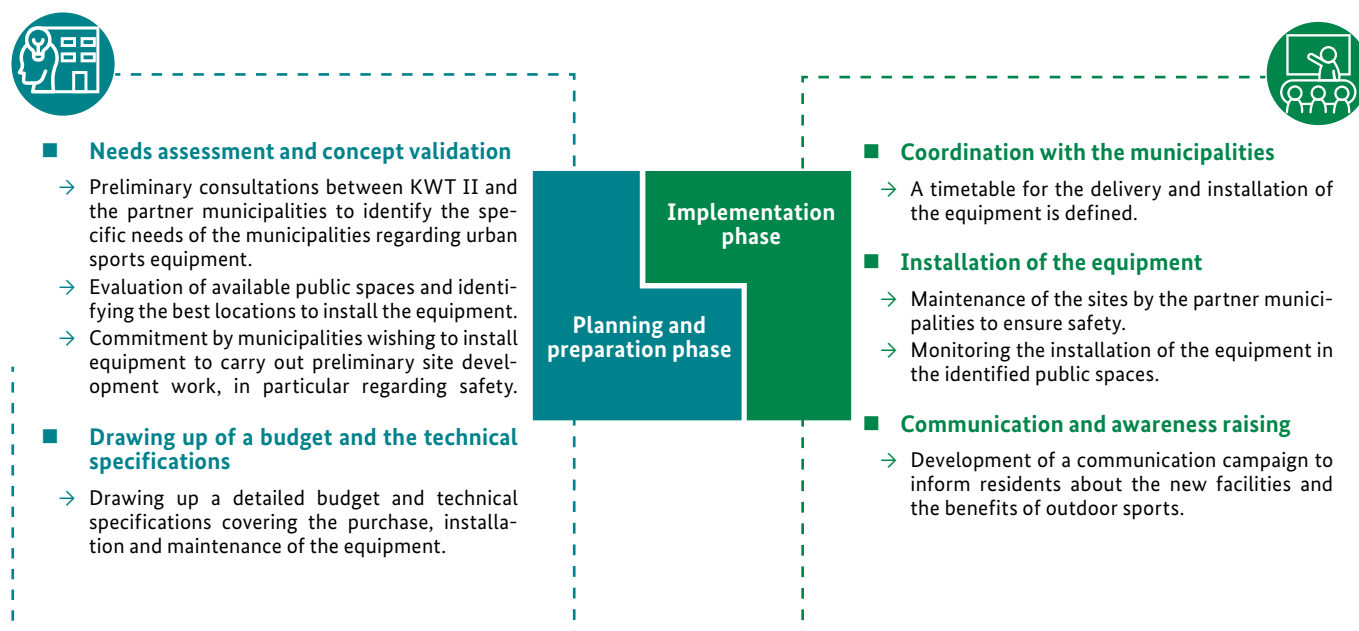 ■ Needs assessment and concept validation
→ Preliminary consultations between KWT II and
the partner municipalities to identify the spe-
cific needs of the municipalities regarding urban
sports equipment.
→ Evaluation of available public spaces and identi-
fying the best locations to install the equipment.
→ Commitment by municipalities wishing to install
equipment to carry out preliminary site devel-
opment work, in particular regarding safety.
■ Drawing up of a budget and the technical
specifications
→ Drawing up a detailed budget and technical
specifications covering the purchase, installa-
tion and maintenance of the equipment.
Planning and
preparation phase
Implementation
phase
■ Coordination with the municipalities
→ A timetable for the delivery and installation of
the equipment is defined.
■ Installation of the equipment
→ Maintenance of the sites by the partner munici-
palities to ensure safety.
→ Monitoring the installation of the equipment in
the identified public spaces.
■ Communication and awareness raising
→ Development of a communication campaign to
inform residents about the new facilities and
the benefits of outdoor sports.